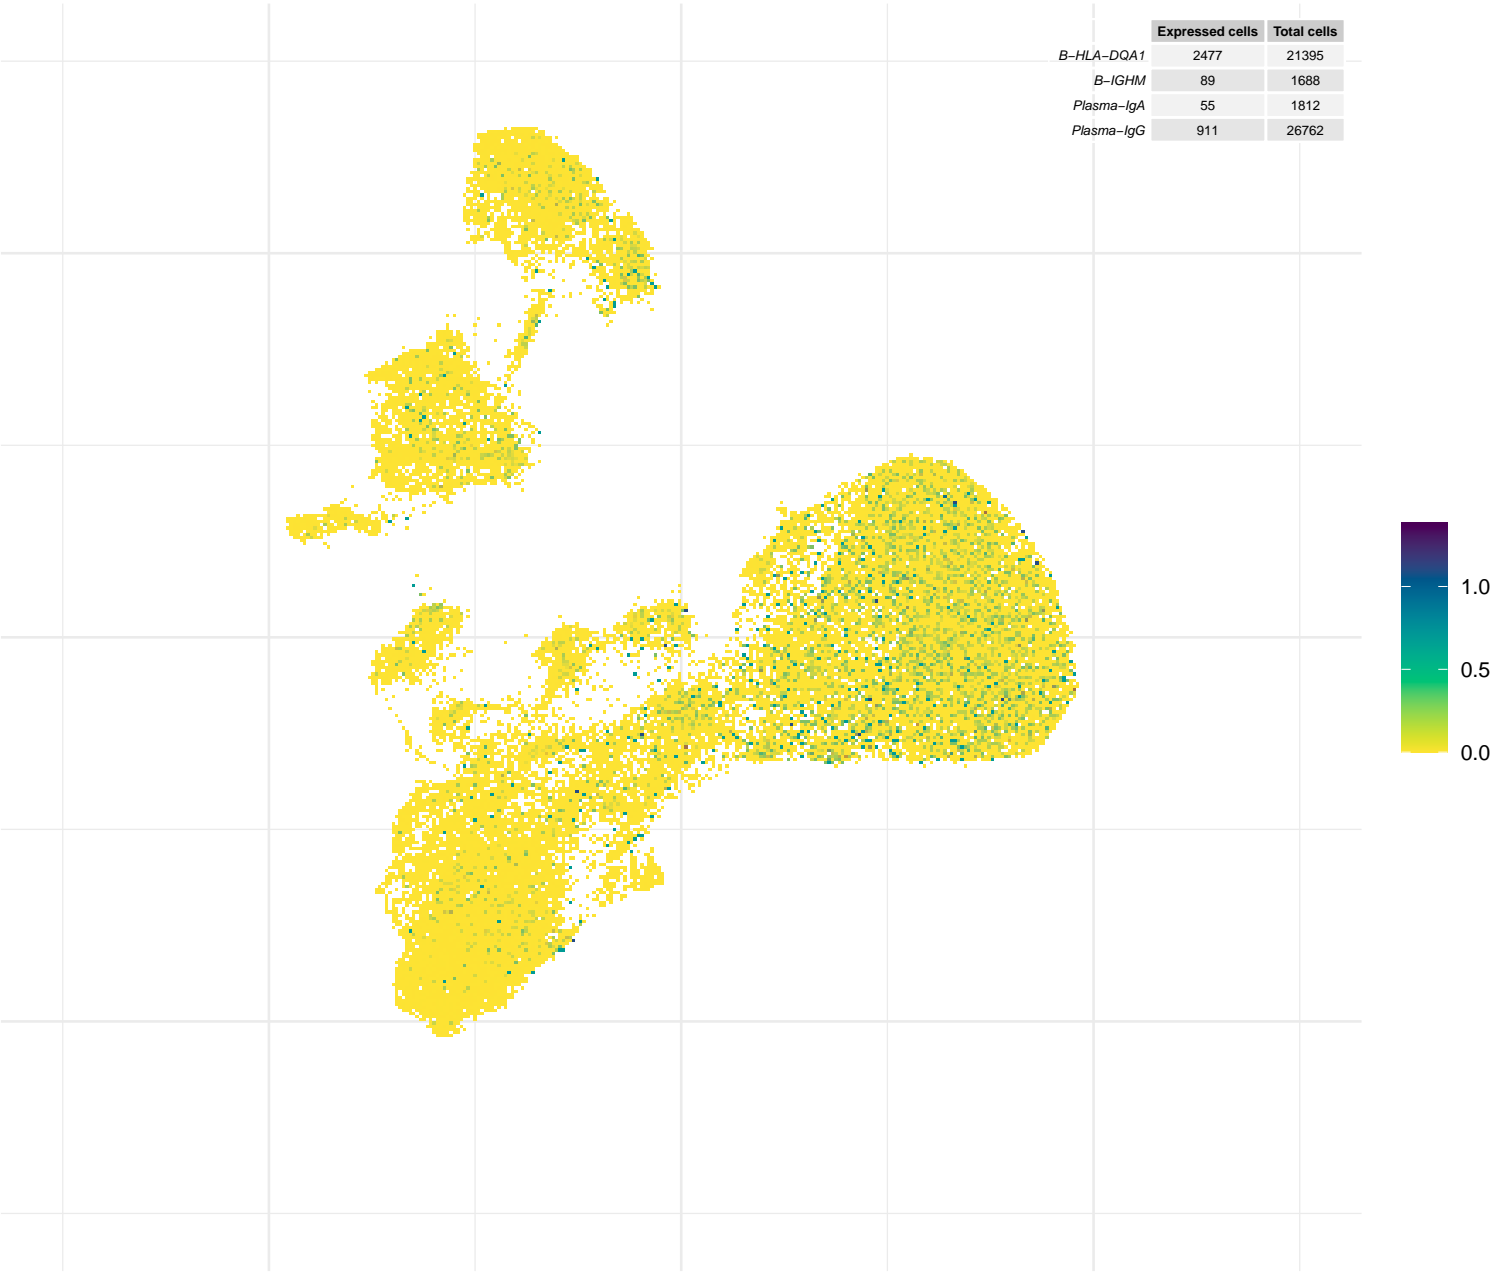 Expressed cells Total cells
B−HLA−DQA1 2477 21395
B−IGHM 89 1688
Plasma−IgA 55 1812
Plasma−IgG 911 26762
1.0
0.5
0.0